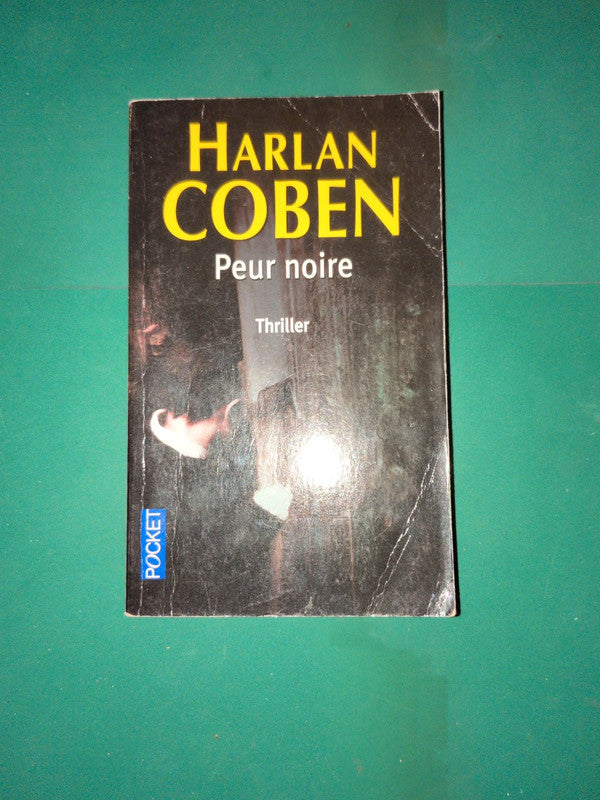 HARLAN
COBEN
Peur noire
Thriller
POCKET